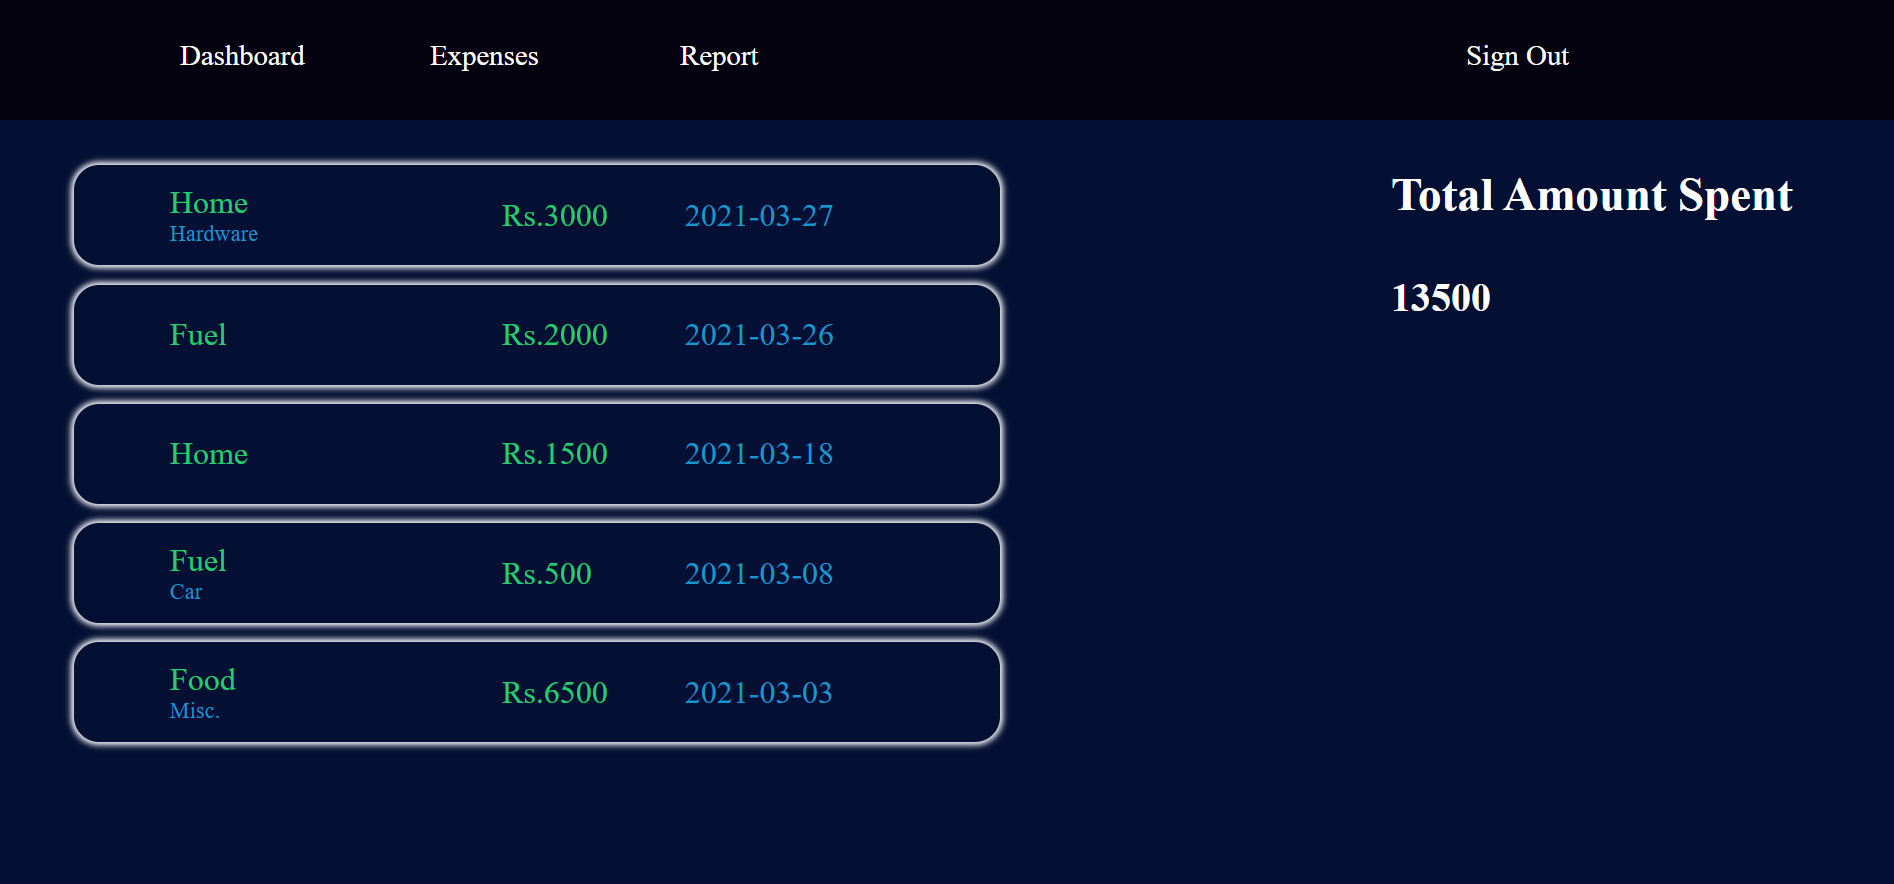 Dashboard Expenses Report Sign Out
Home
Hardware
Rs.3000 2021-03-27
Fuel Rs.2000 2021-03-26
Home Rs.1500 2021-03-18
Fuel
Car
Rs.500 2021-03-08
Food
Misc.
Rs.6500 2021-03-03
Total Amount Spent
13500